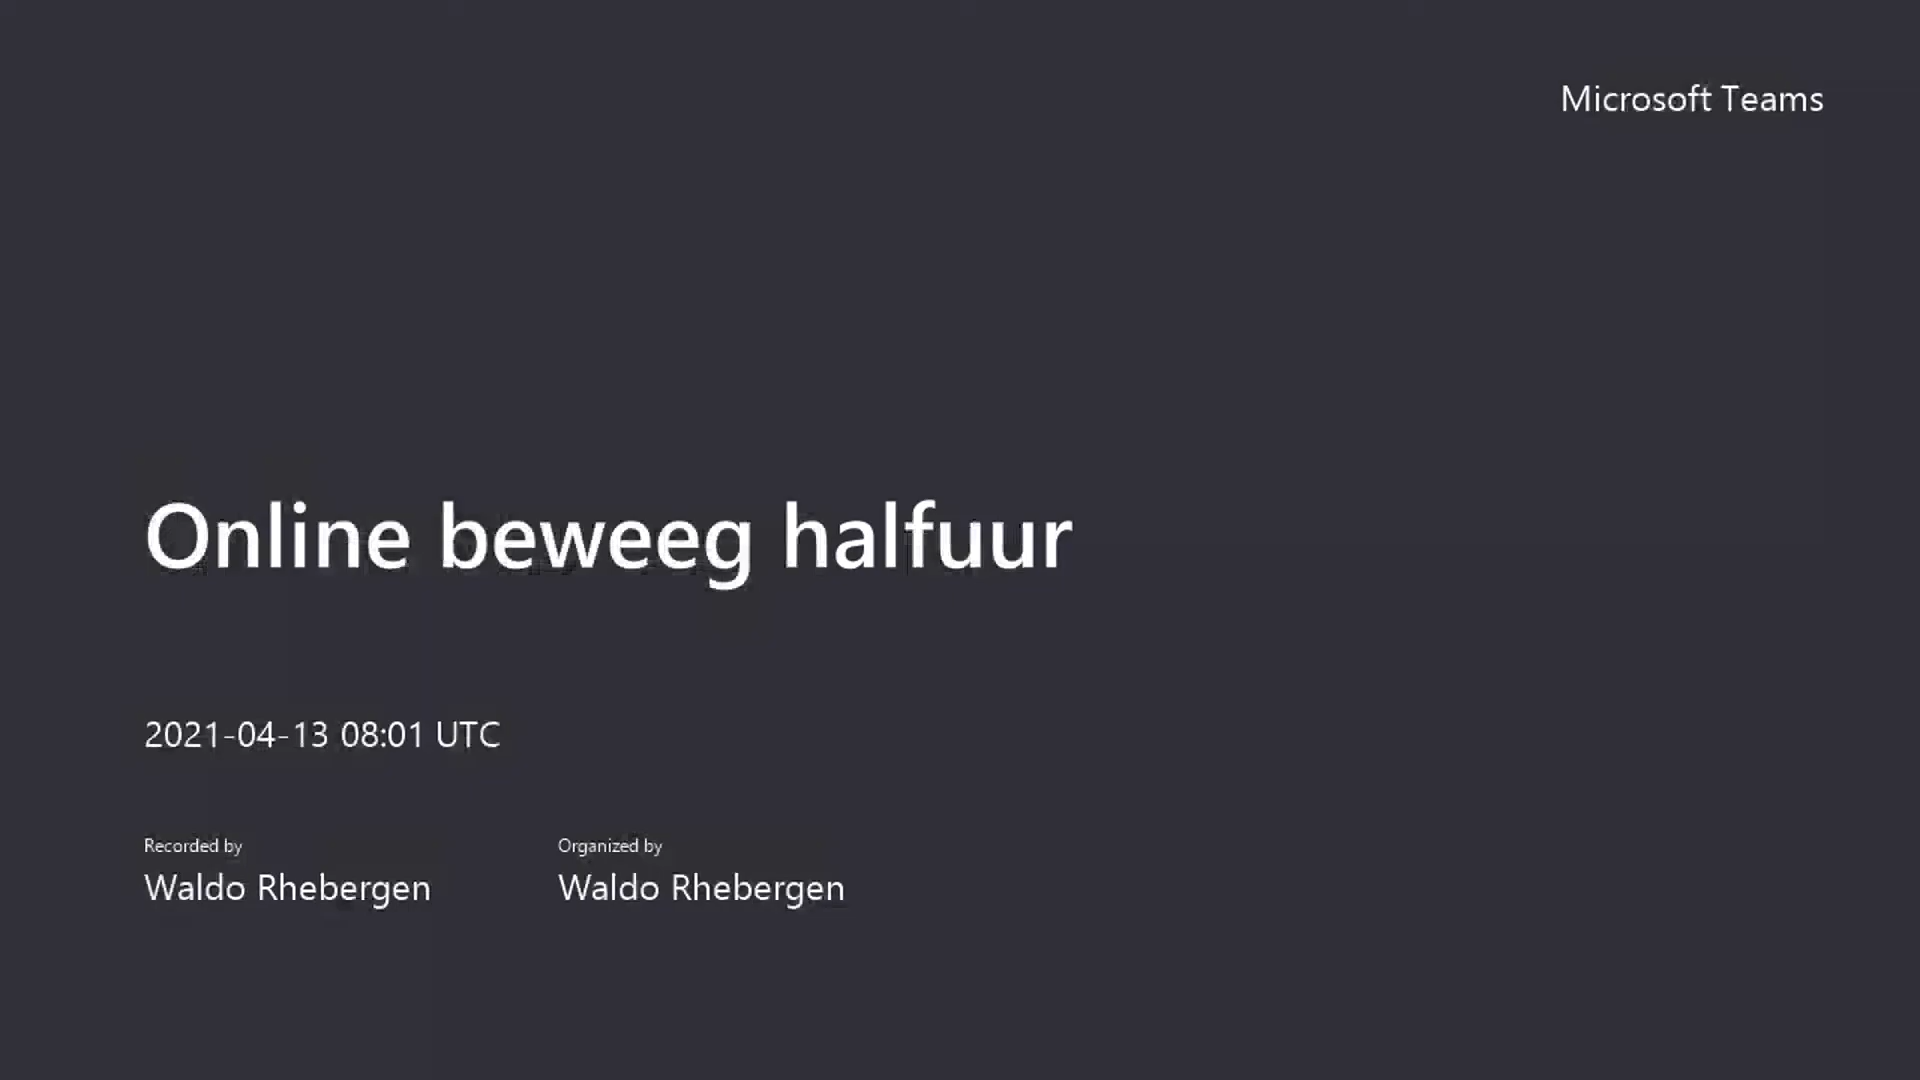 Microsoft Teams
Online beweeg halfuur
2021-04-13 08:01 UTC
Recorded by
Waldo Rhebergen
Organized by
Waldo Rhebergen